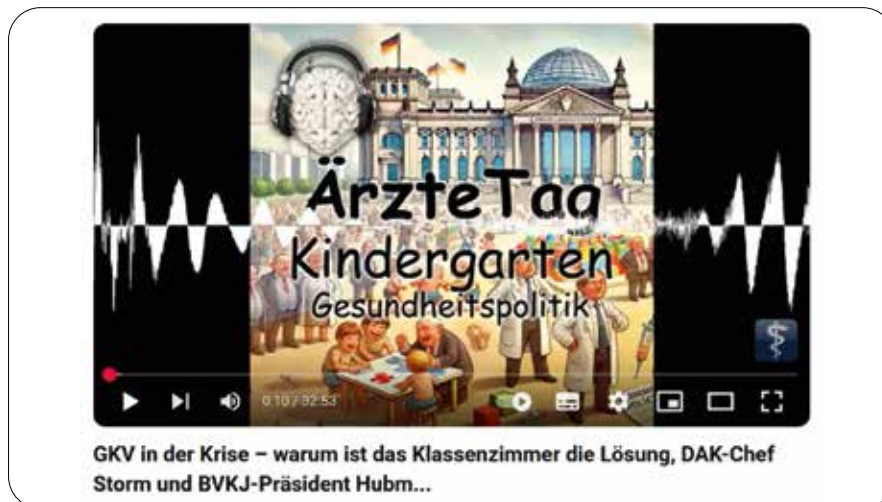 ÄrzteTag
Kindergarten
Gesundheitspolitik
0:10 / 32:53
GKV in der Krise – warum ist das Klassenzimmer die Lösung, DAK-Chef
Storm und BVKJ-Präsident Hubm...